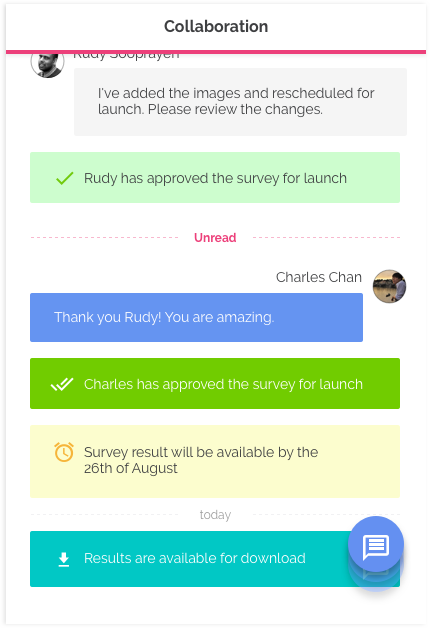 Collaboration
Rudy Sooprayen
I've added the images and rescheduled for
launch. Please review the changes.
Rudy has approved the survey for launch
Unread
Charles Chan
Thank you Rudy! You are amazing.
Charles has approved the survey for launch
Survey result will be available by the
26th of August
today
Results are available for download